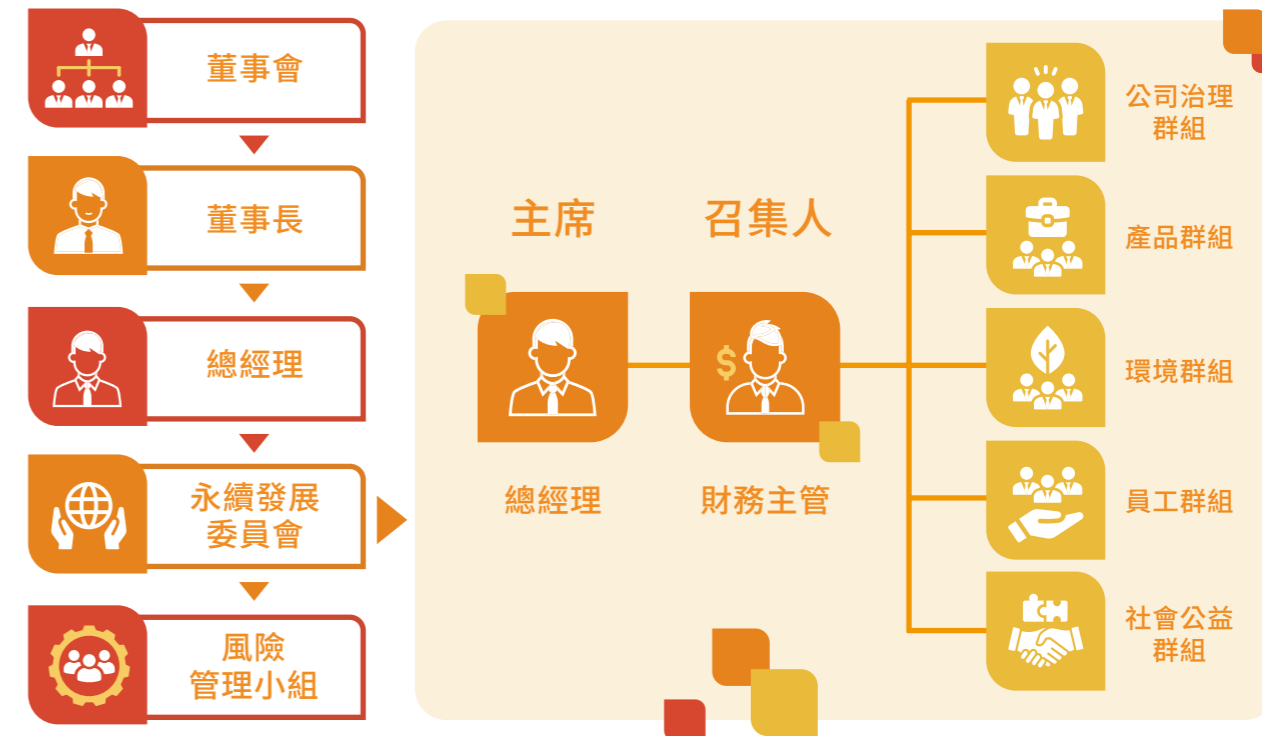 董事會
董事長
總經理
永續發展
委員會
風險
管理小組
主席
召集人
總經理
$
財務主管
公司治理
群組
產品群組
環境群組
員工群組
社會公益
群組